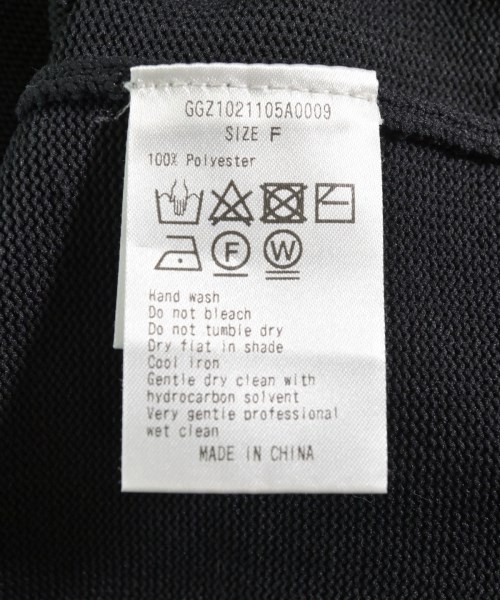 GGZ1021105A0009
SIZE F
100% Polyester
F W
Hand wash
Do not bleach
Do not tumble dry
Dry flat in shade
Cool iron
Gentle dry clean with
hydrocarbon solvent
Very gentle professional
wet clean
MADE IN CHINA